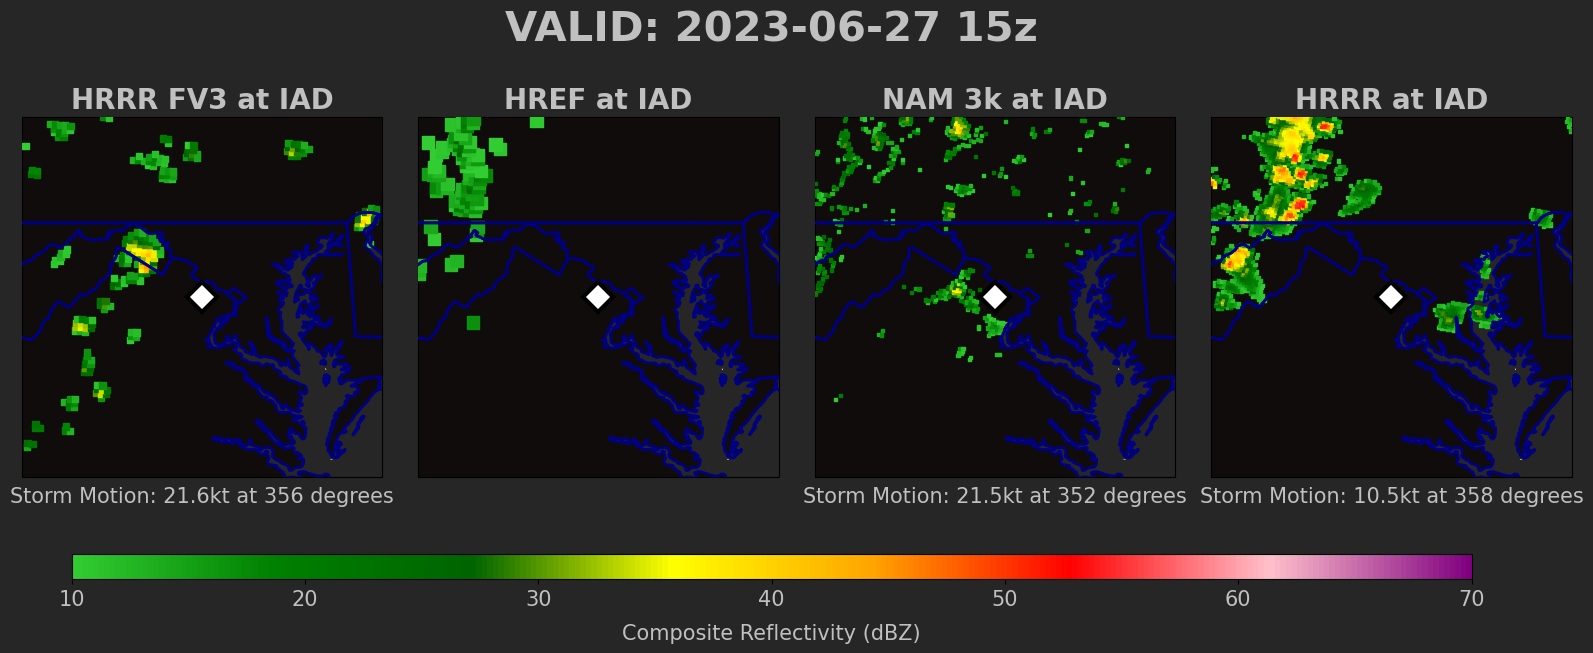 VALID: 2023-06-27 15z
HRRR FV3 at IAD
HREF at IAD
NAM 3k at IAD
HRRR at IAD
Storm Motion: 21.6kt at 356 degrees
Storm Motion: 21.5kt at 352 degrees
Storm Motion: 10.5kt at 358 degrees
10 20 30 40 50 60 70
Composite Reflectivity (dBZ)